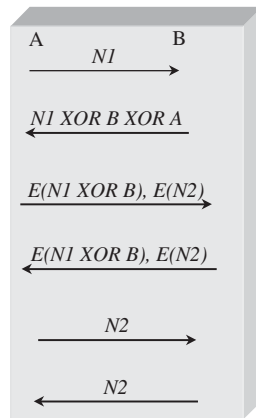 A B
N1
N1 XOR B XOR A
E(N1 XOR B), E(N2)
E(N1 XOR B), E(N2)
N2
N2